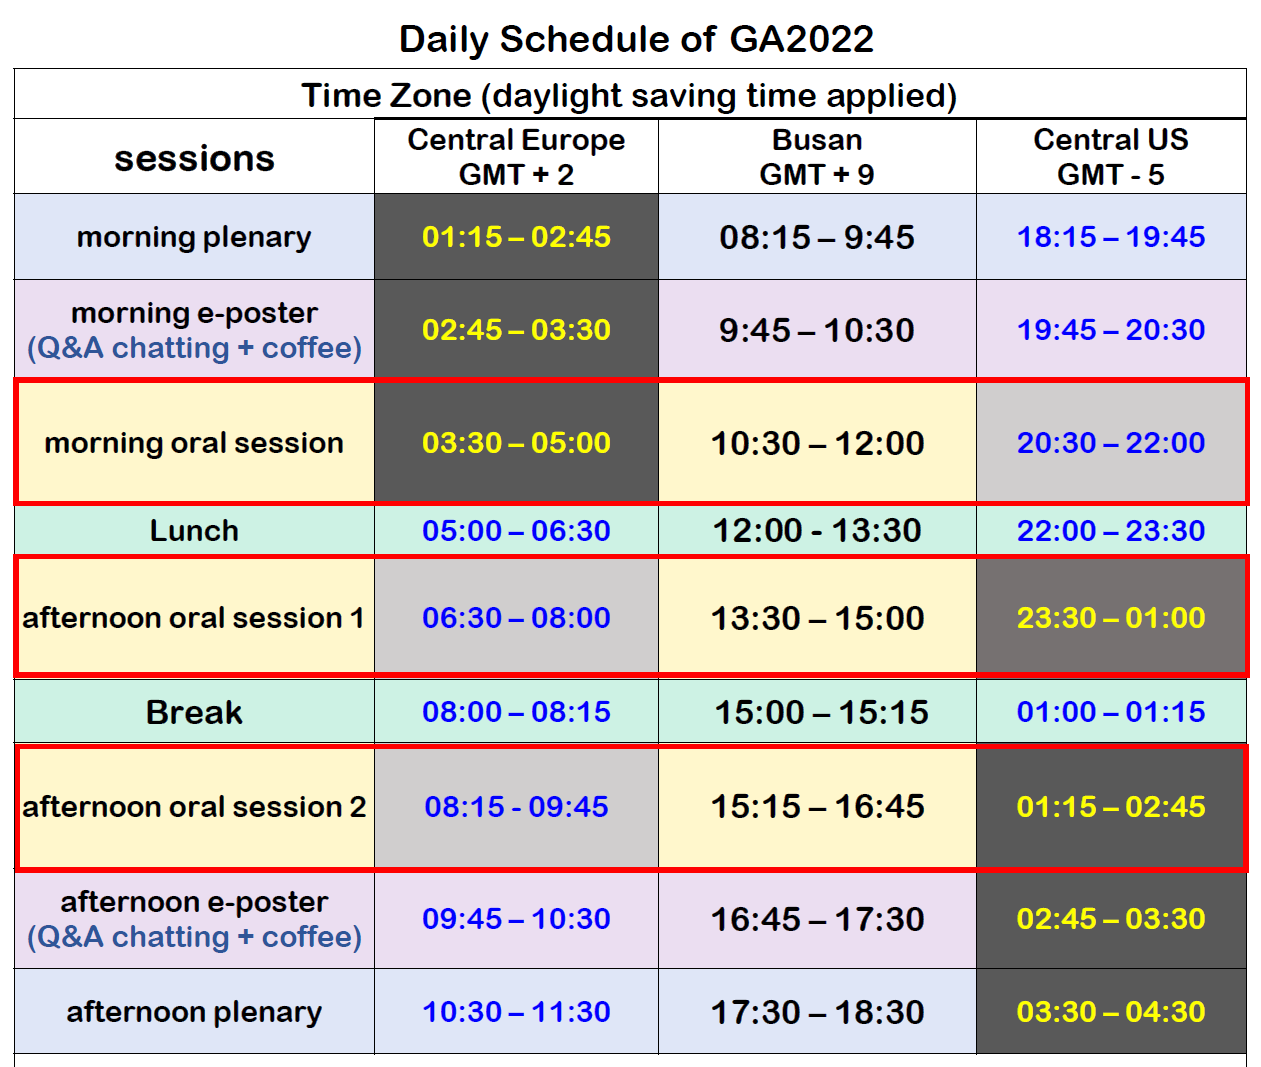 Daily Schedule of GA2022
Time Zone (daylight saving time applied)
sessions
Central Europe
GMT + 2
Busan
GMT + 9
Central US
GMT - 5
morning plenary
01:15 – 02:45
08:15 – 9:45
18:15 – 19:45
morning e-poster
(Q&A chatting + coffee)
02:45 – 03:30
9:45 – 10:30
19:45 – 20:30
morning oral session
03:30 – 05:00
10:30 – 12:00
20:30 – 22:00
Lunch
05:00 – 06:30
12:00 - 13:30
22:00 – 23:30
afternoon oral session 1
06:30 – 08:00
13:30 – 15:00
23:30 – 01:00
Break
08:00 – 08:15
15:00 – 15:15
01:00 – 01:15
afternoon oral session 2
08:15 - 09:45
15:15 – 16:45
01:15 – 02:45
afternoon e-poster
(Q&A chatting + coffee)
09:45 – 10:30
16:45 – 17:30
02:45 – 03:30
afternoon plenary
10:30 – 11:30
17:30 – 18:30
03:30 – 04:30